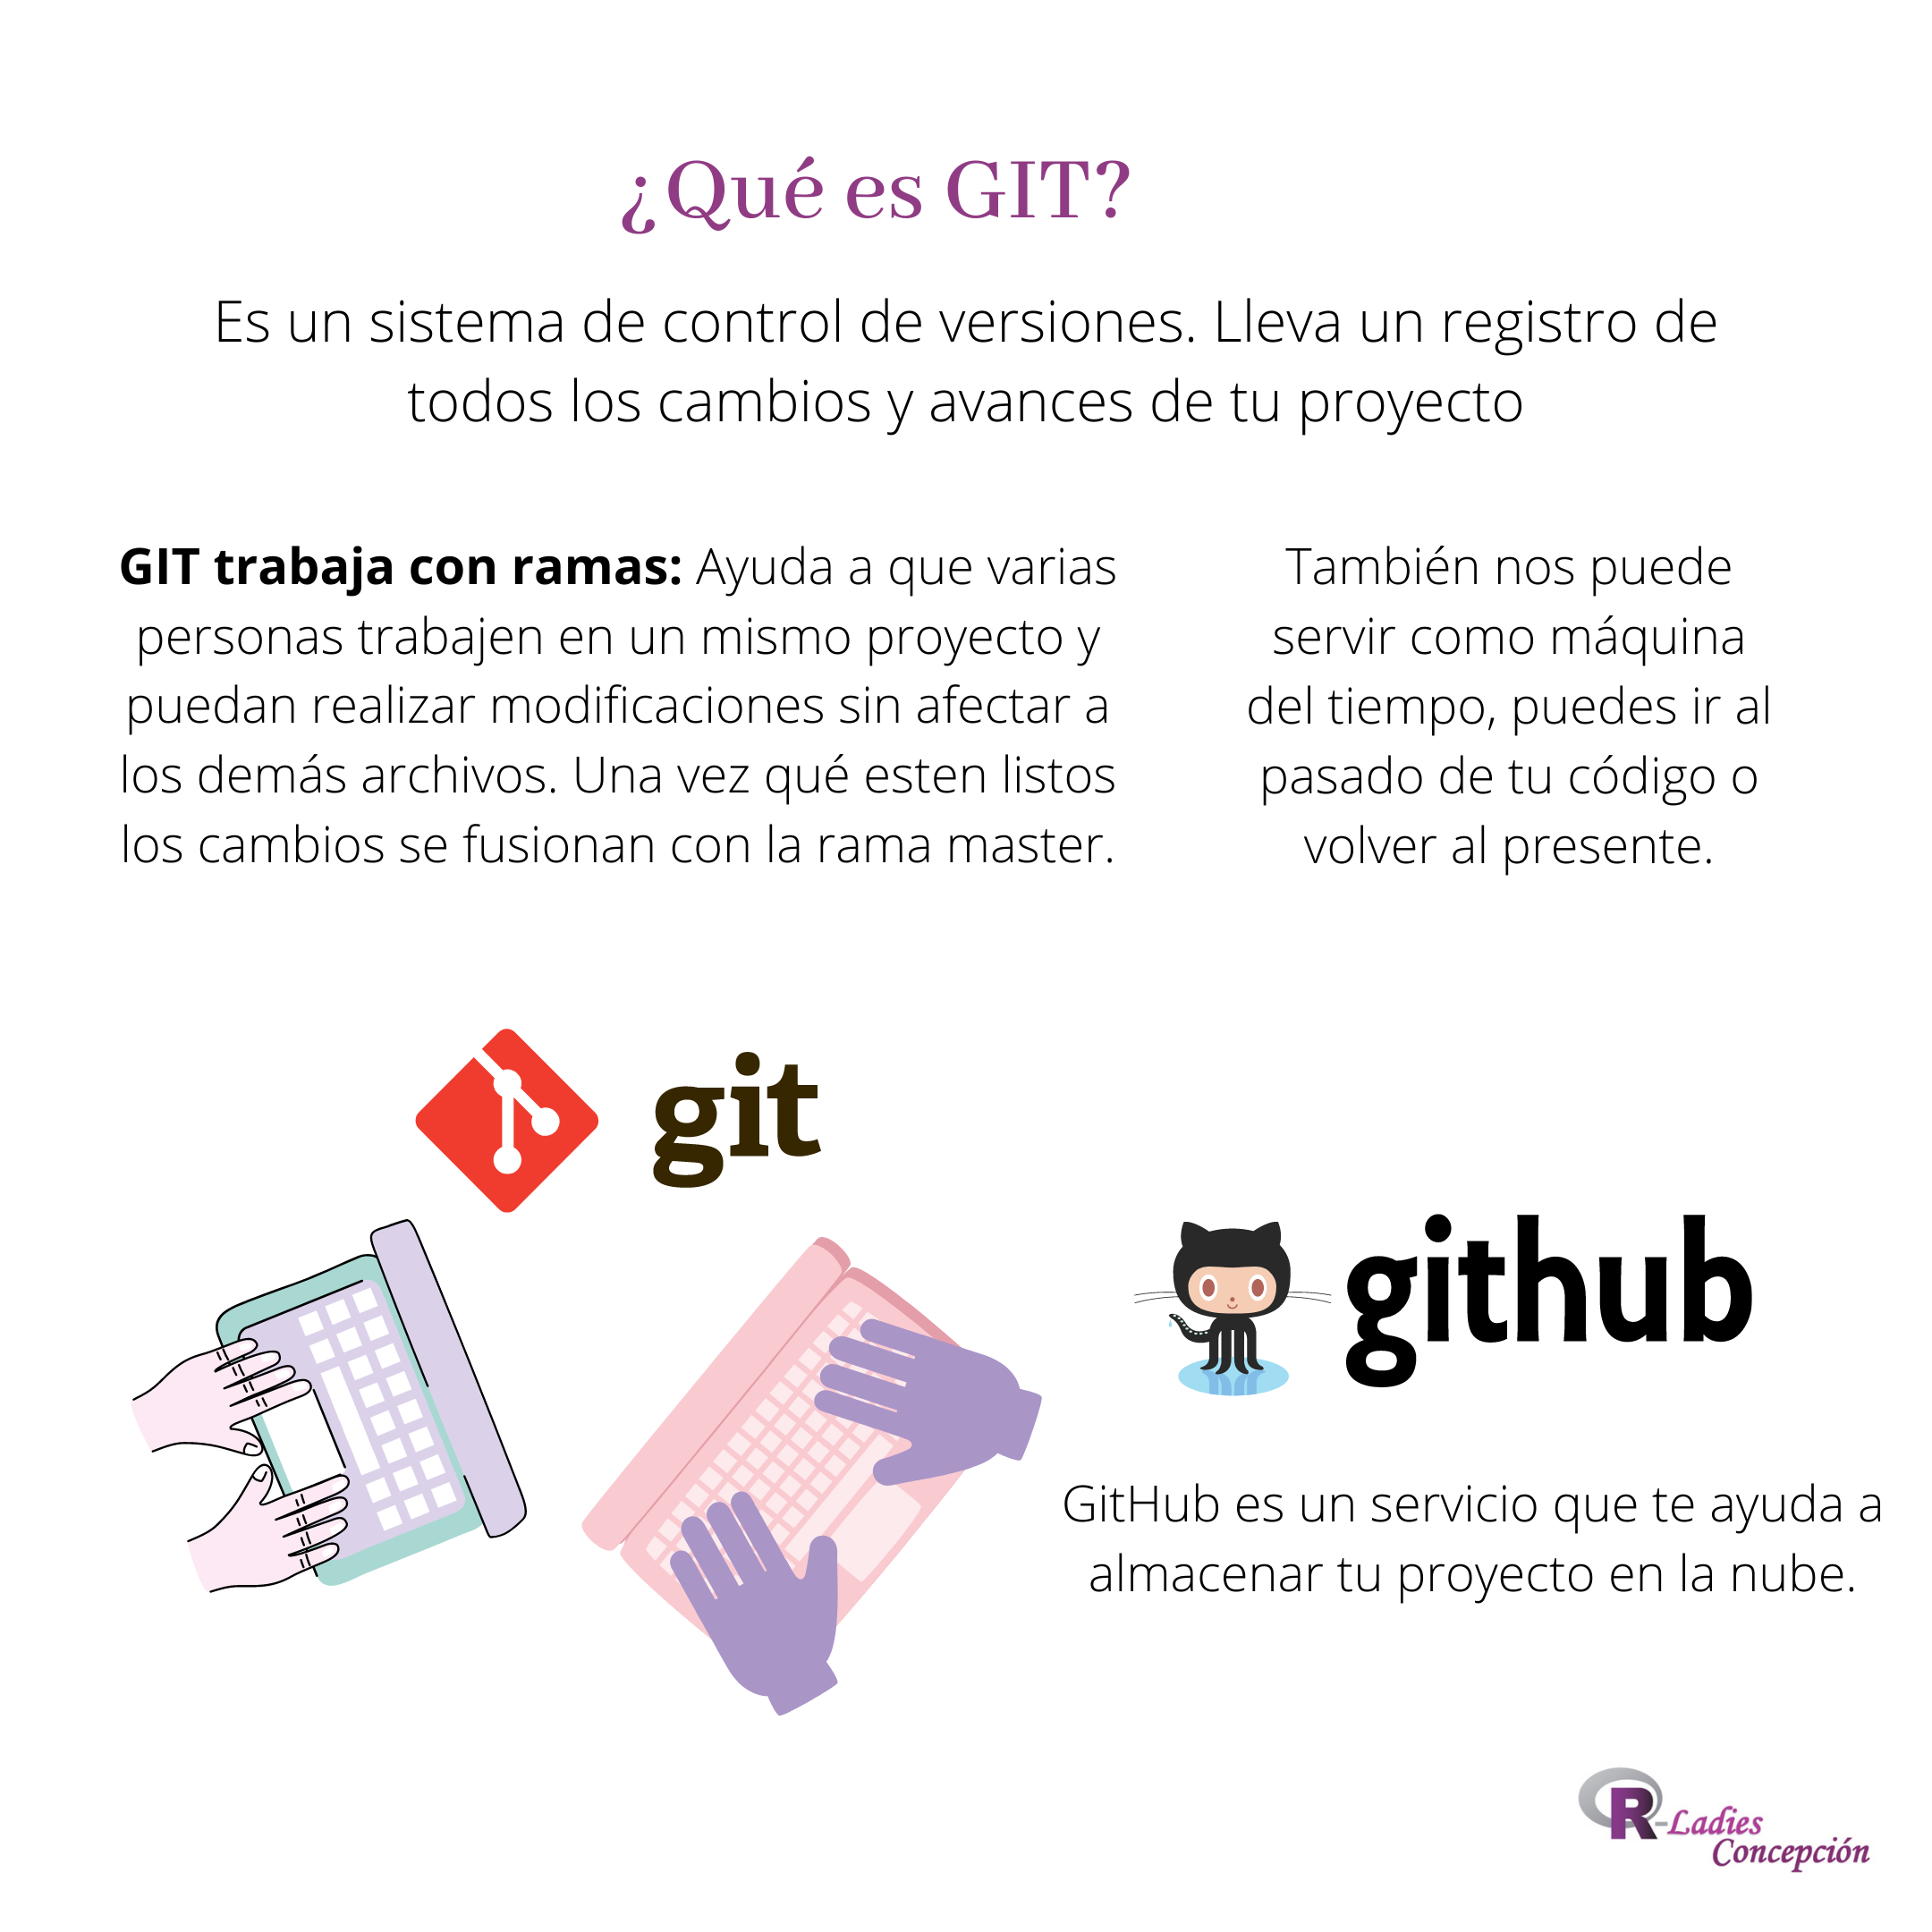 ¿Qué es GIT?
Es un sistema de control de versiones. Lleva un registro de
todos los cambios y avances de tu proyecto
GIT trabaja con ramas: Ayuda a que varias
personas trabajen en un mismo proyecto y
puedan realizar modificaciones sin afectar a
los demás archivos. Una vez qué esten listos
los cambios se fusionan con la rama master.
También nos puede
servir como máquina
del tiempo, puedes ir al
pasado de tu código o
volver al presente.
git
github
GitHub es un servicio que te ayuda a
almacenar tu proyecto en la nube.
R-Ladies
Concepción